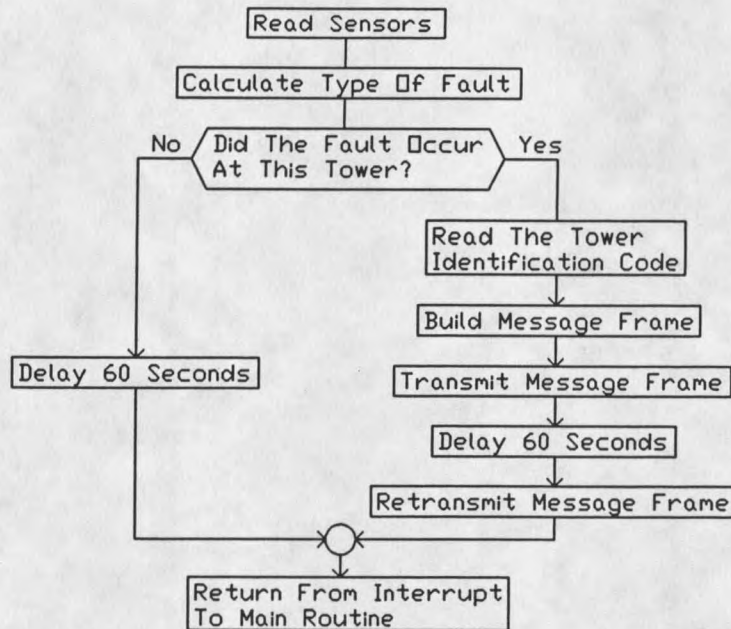 Read Sensors
Calculate Type Of Fault
No
Did The Fault Occur
At This Tower?
Yes
Read The Tower
Identification Code
Build Message Frame
Delay 60 Seconds
Transmit Message Frame
Delay 60 Seconds
Retransmit Message Frame
Return From Interrupt
To Main Routine